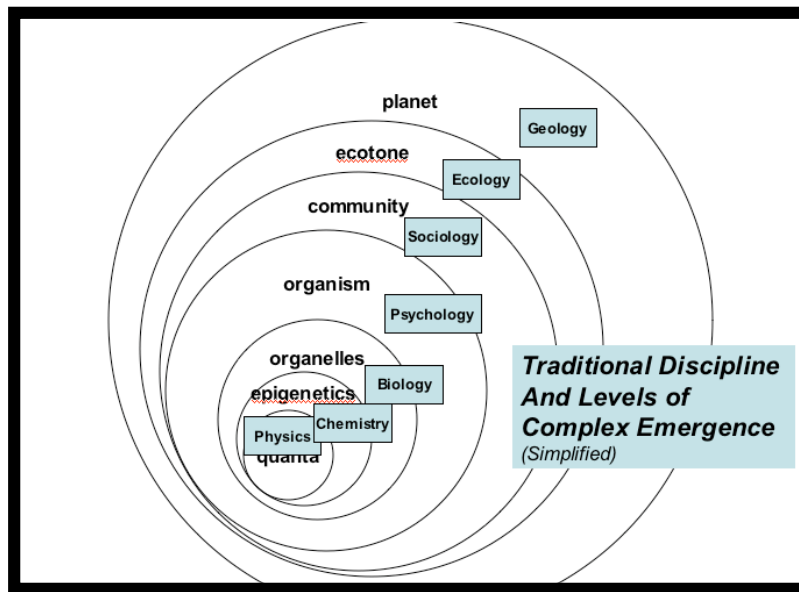 planet
Geology
ecotone
Ecology
community
Sociology
organism
Psychology
organelles
Biology
epigenetics
Chemistry
Physics
quanta
Traditional Discipline
And Levels of
Complex Emergence
(Simplified)